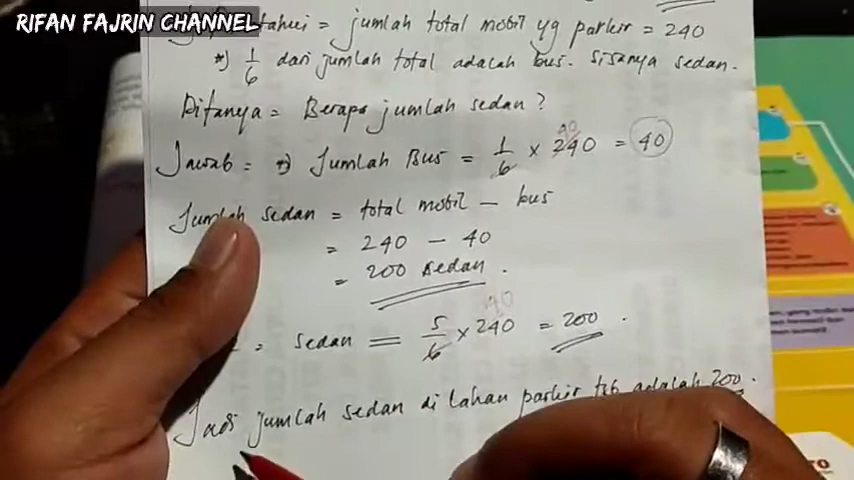 RIFAN FAJRIN CHANNEL
= jumlah total mobil yg parkir = 240
*) 1/6 dari jumlah total adalah bus. Sisanya sedan.
Ditanya = Berapa jumlah sedan ?
Jawab = *) Jumlah Bus = 1/6 × 240 = 40
40
Jumlah sedan = total mobil - bus
= 240 - 40
= 200 sedan.
40
= sedan = 5/6 × 240 = 200.
Jadi jumlah sedan di lahan parkir tsb adalah 200.